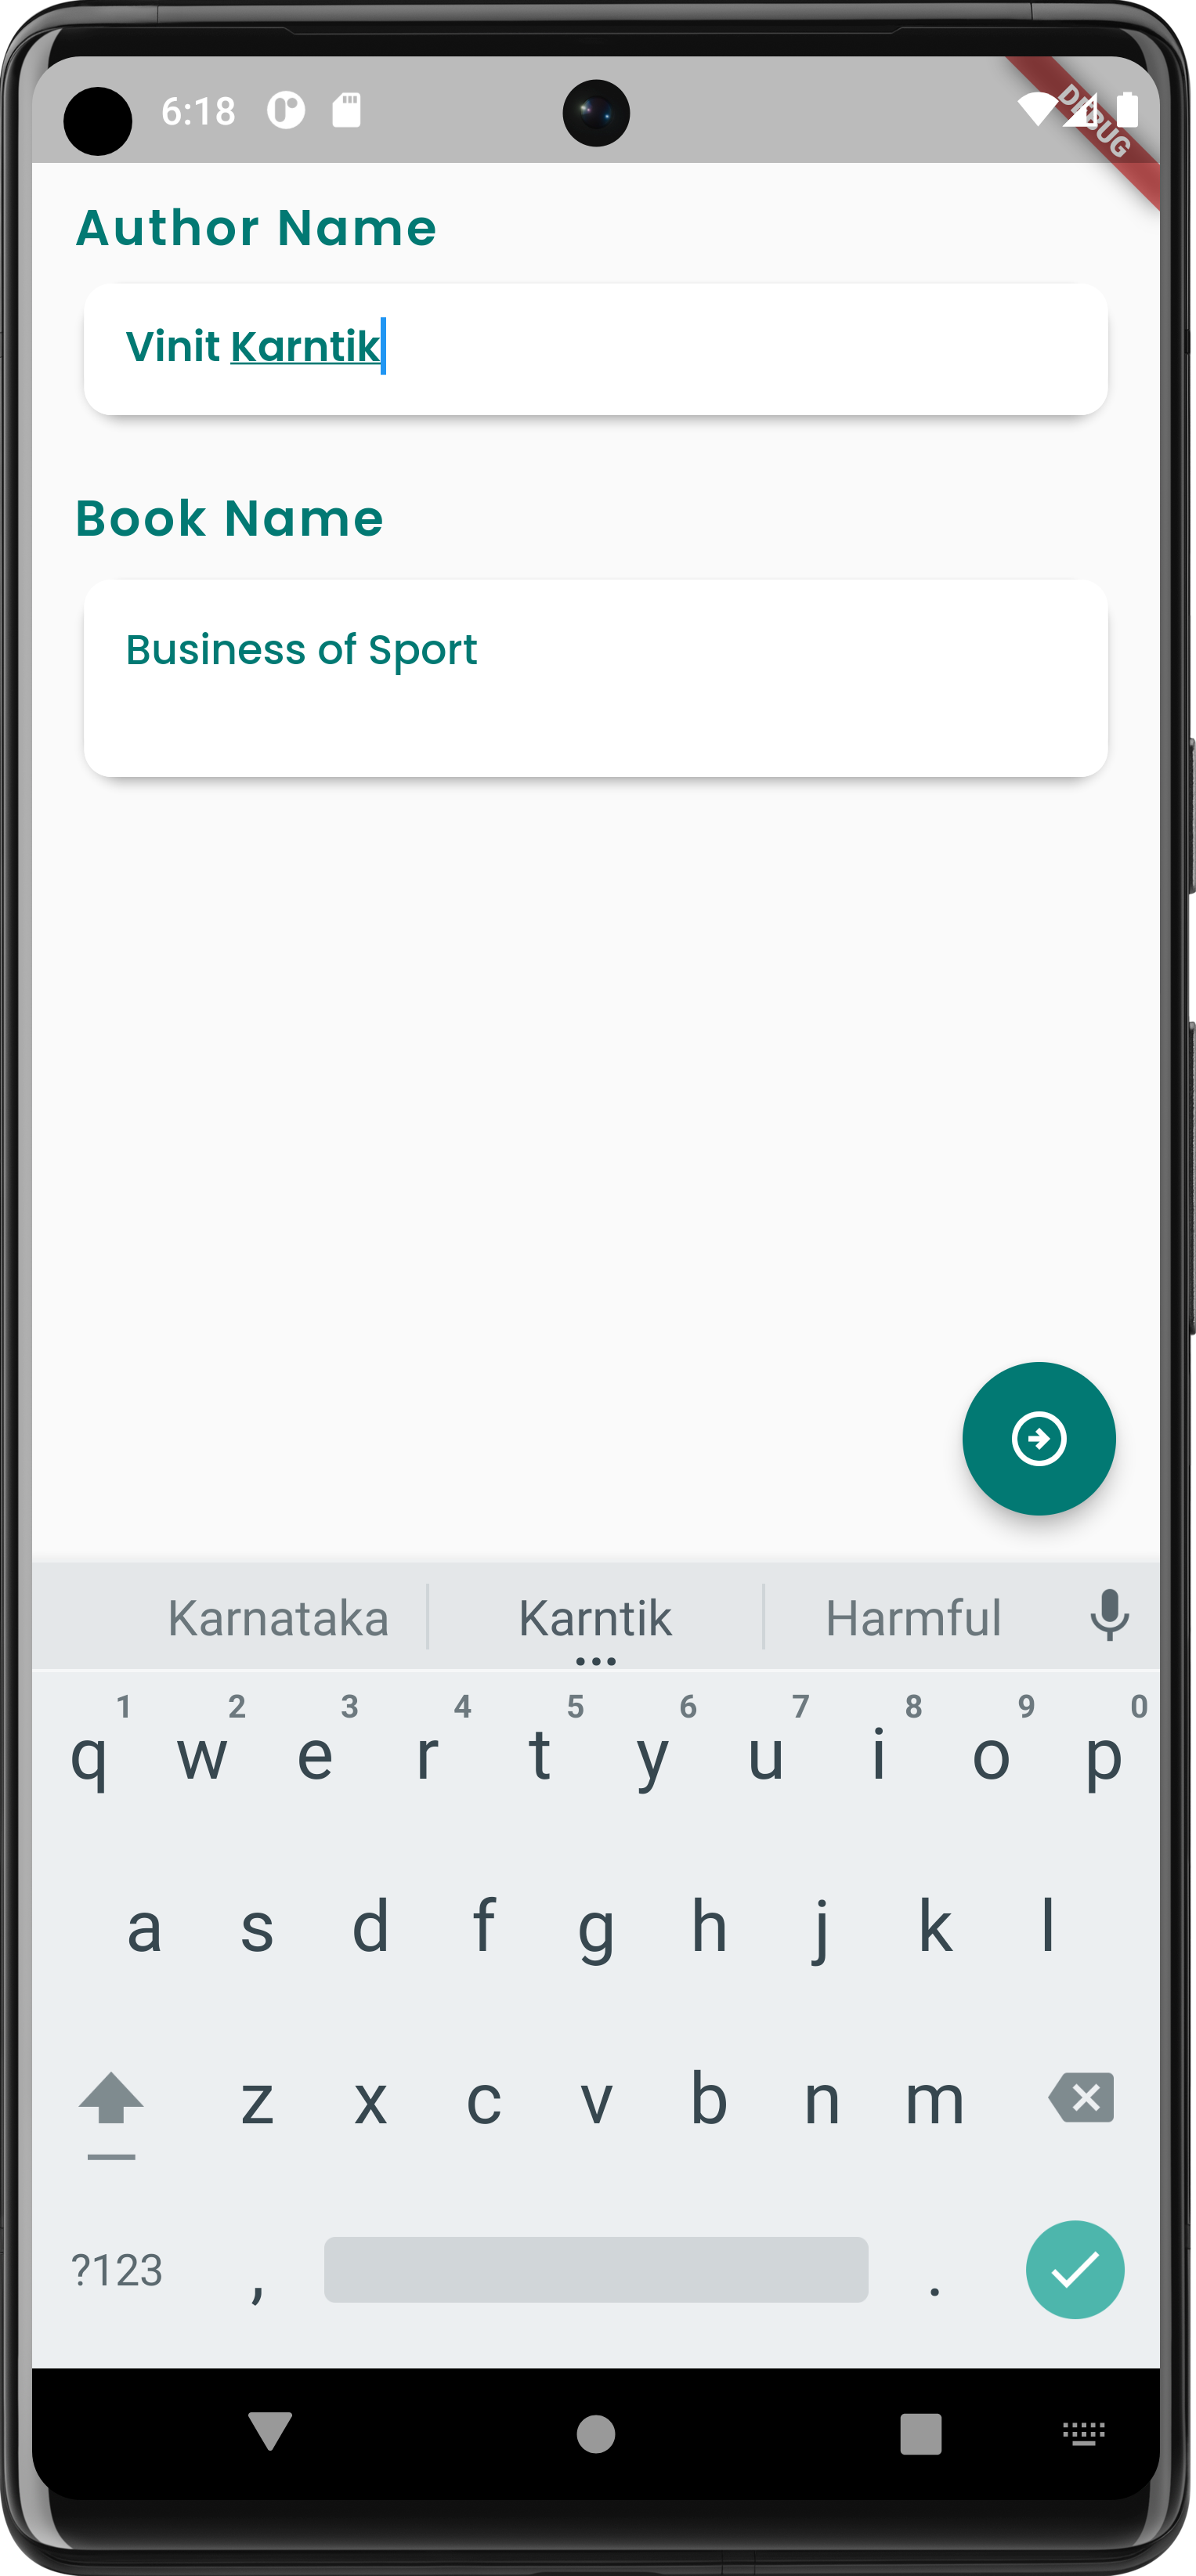 6:18
DEBUG
Author Name
Vinit Karntik
Book Name
Business of Sport
Karnataka Karntik Harmful
1 2 3 4 5 6 7 8 9 0
q w e r t y u i o p
a s d f g h j k l
z x c v b n m
?123 , .